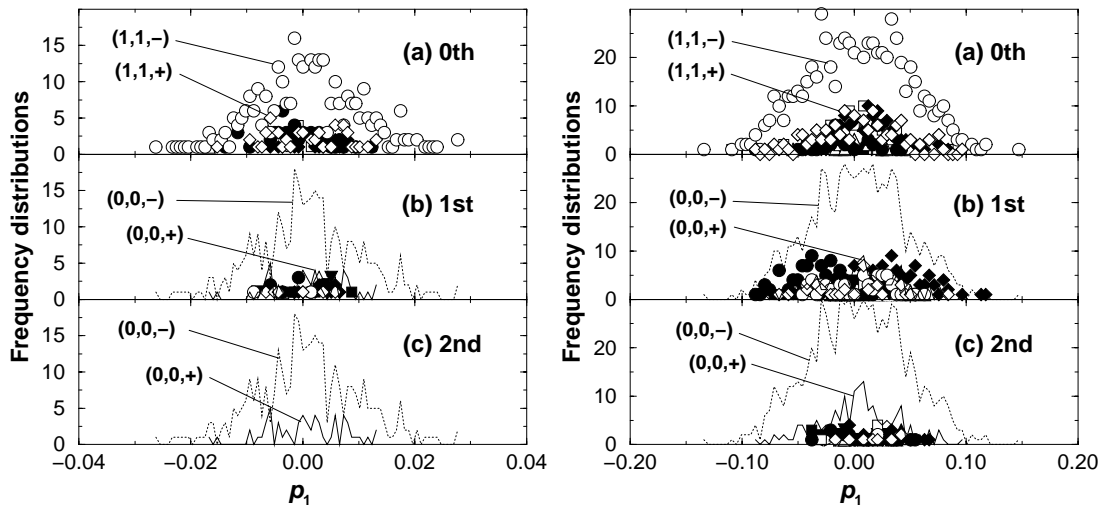 Frequency distributions
15
10
5
0
(1,1,−)
(1,1,+)
(a) 0th
15
10
5
0
(0,0,−)
(0,0,+)
(b) 1st
15
10
5
0
(0,0,−)
(0,0,+)
(c) 2nd
−0.04 −0.02 0.00 0.02 0.04
p1
Frequency distributions
20
10
0
(1,1,−)
(1,1,+)
(a) 0th
20
10
0
(0,0,−)
(0,0,+)
(b) 1st
20
10
0
(0,0,−)
(0,0,+)
(c) 2nd
−0.20 −0.10 0.00 0.10 0.20
p1
Frequency distributions
Frequency distributions